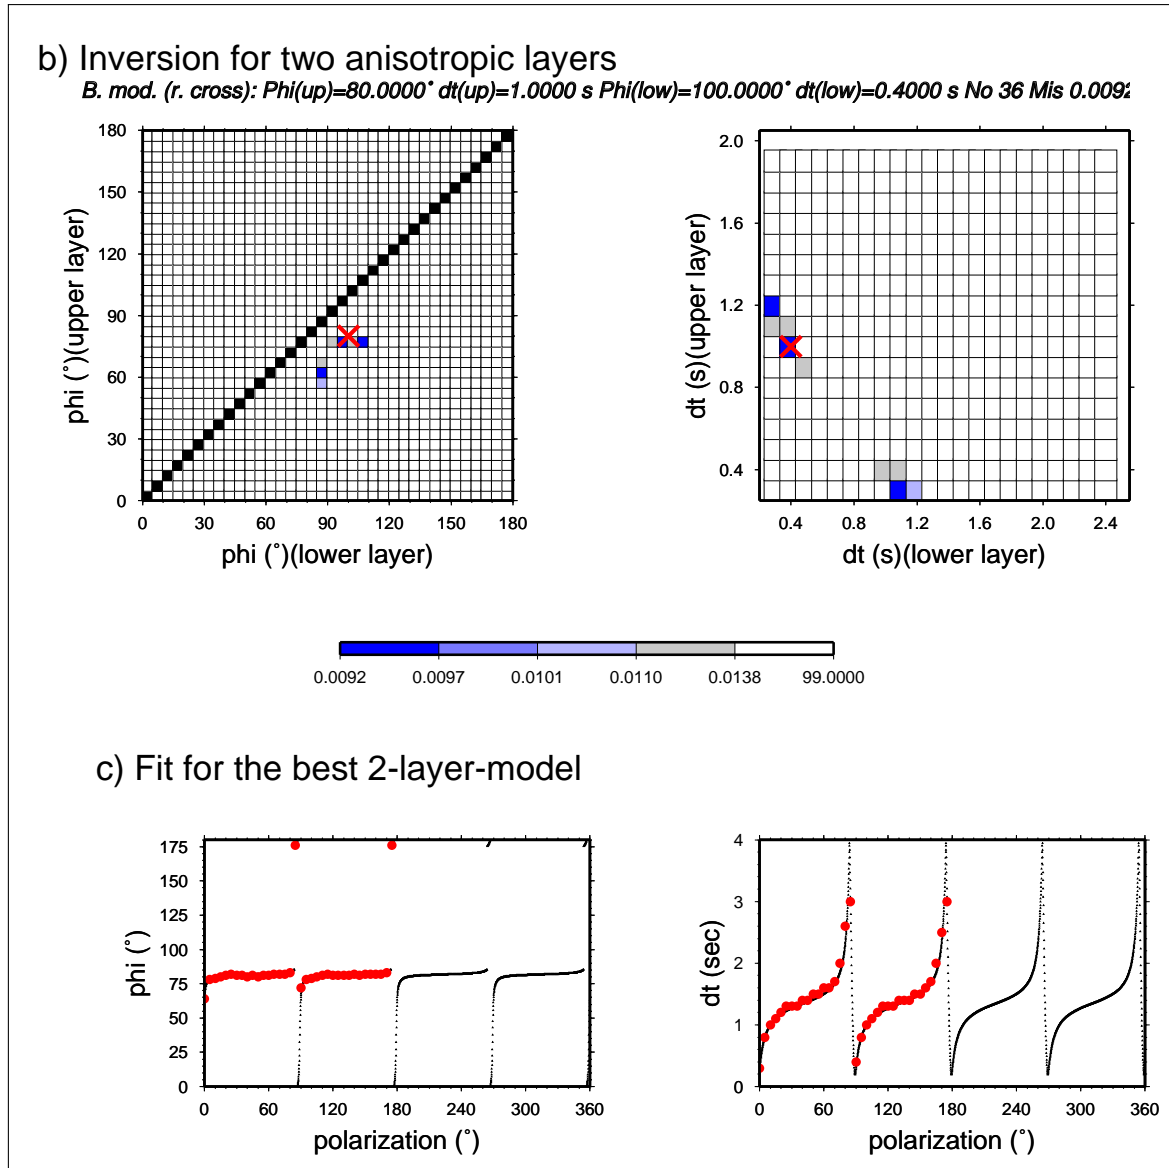 b) Inversion for two anisotropic layers
B. mod. (r. cross): Phi(up)=80.0000˚ dt(up)=1.0000 s Phi(low)=100.0000˚ dt(low)=0.4000 s No 36 Mis 0.0092
180
150
120
90
60
30
0
phi (˚)(upper layer)
0 30 60 90 120 150 180
phi (˚)(lower layer)
2.0
1.6
1.2
0.8
0.4
dt (s)(upper layer)
0.4 0.8 1.2 1.6 2.0 2.4
dt (s)(lower layer)
0.0092 0.0097 0.0101 0.0110 0.0138 99.0000
c) Fit for the best 2-layer-model
175
150
125
100
75
50
25
0
phi (˚)
0 60 120 180 240 300 360
polarization (˚)
4
3
2
1
0
dt (sec)
0 60 120 180 240 300 360
polarization (˚)